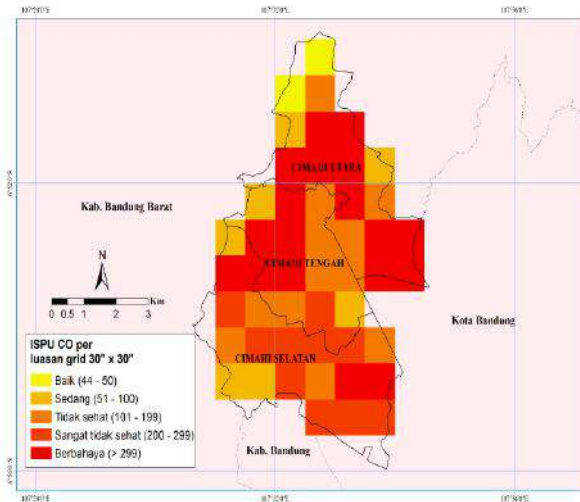 CIMAHI UTARA
Kab. Bandung Barat
N
CIMAHI TENGAH
0 0.5 1 2 3 Km
Kota Bandung
ISPU CO per
luasan grid 30" x 30"
Baik (44 - 50)
Sedang (51 - 100)
CIMAHI SELATAN
Tidak sehat (101 - 199)
Sangat tidak sehat (200 - 299)
Berbahaya (> 299)
Kab. Bandung